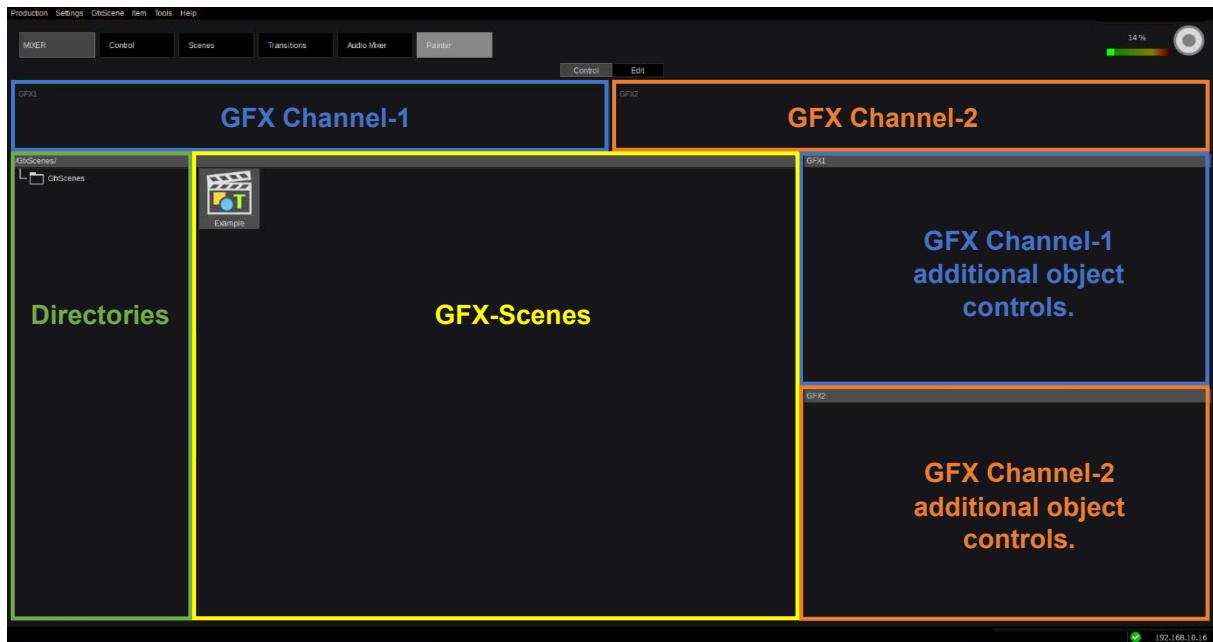 Production Settings GfxScene Item Tools Help
14 %
MIXER Control Scenes Transitions Audio Mixer Painter
Control Edit
GFX1
GFX Channel-1
GFX2
GFX Channel-2
/GfxScenes/
GfxScenes
Directories
Example
GFX-Scenes
GFX1
GFX Channel-1
additional object
controls.
GFX2
GFX Channel-2
additional object
controls.
192.168.10.16